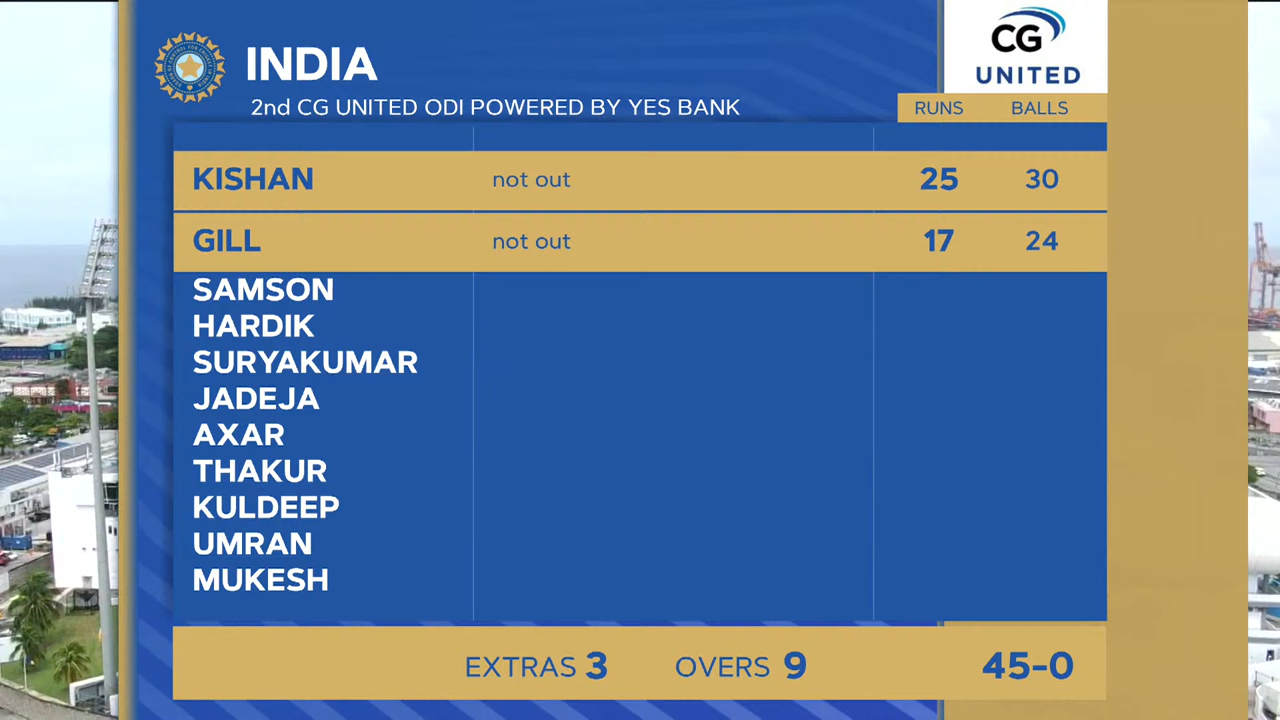 CG
UNITED
INDIA
2nd CG UNITED ODI POWERED BY YES BANK
RUNS BALLS
KISHAN not out 25 30
GILL not out 17 24
SAMSON
HARDIK
SURYAKUMAR
JADEJA
AXAR
THAKUR
KULDEEP
UMRAN
MUKESH
EXTRAS 3 OVERS 9 45-0